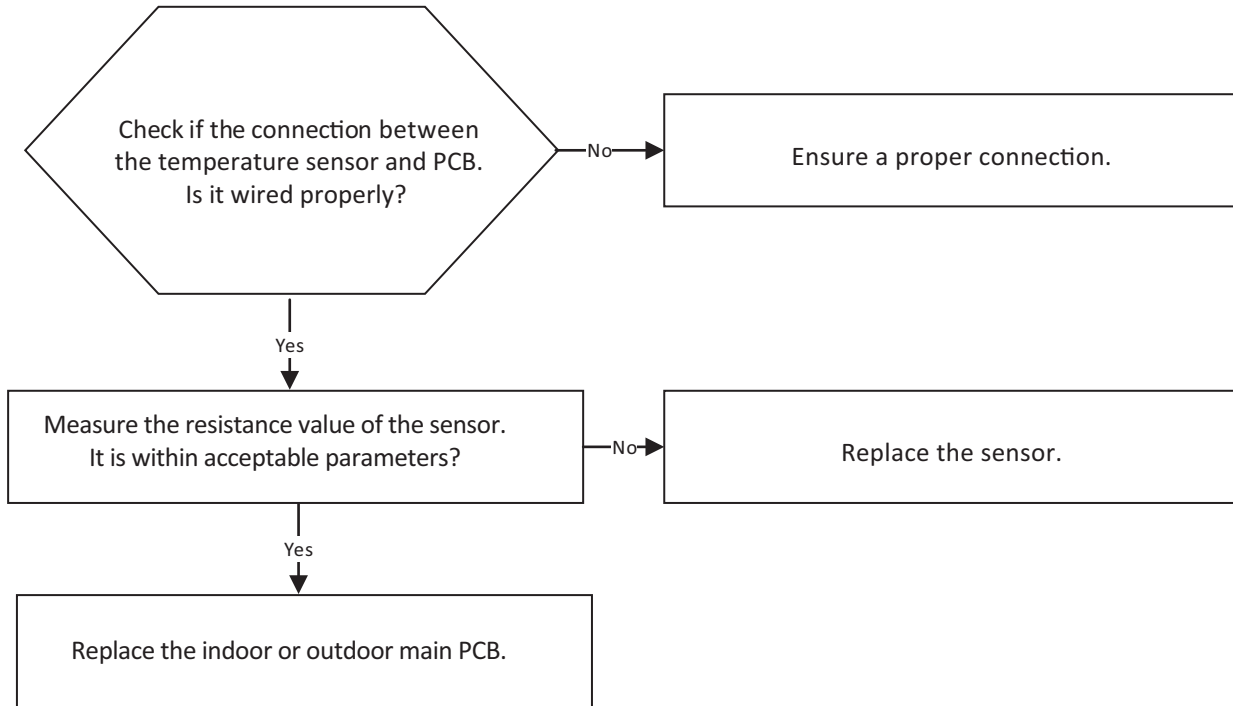 Check if the connection between
the temperature sensor and PCB.
Is it wired properly?
No
Ensure a proper connection.
Yes
Measure the resistance value of the sensor.
It is within acceptable parameters?
No
Replace the sensor.
Yes
Replace the indoor or outdoor main PCB.